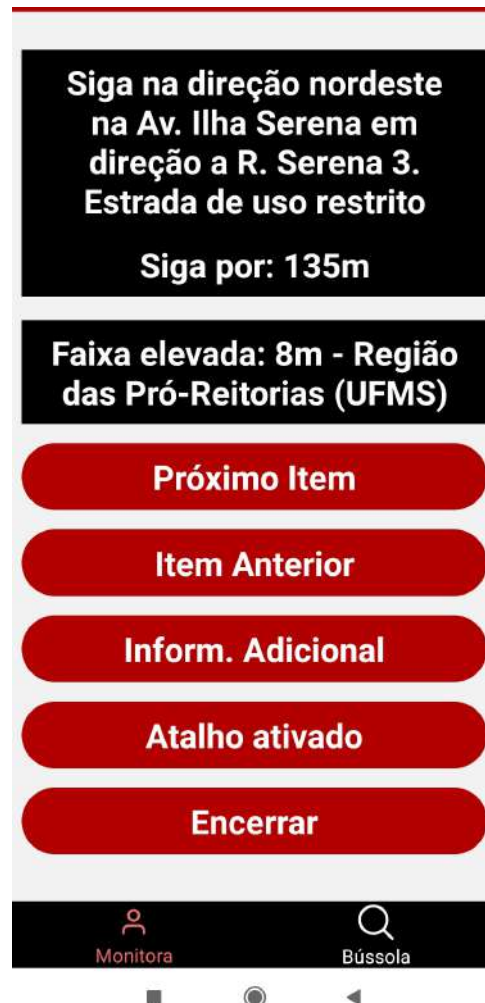 Siga na direção nordeste
na Av. Ilha Serena em
direção a R. Serena 3.
Estrada de uso restrito
Siga por: 135m
Faixa elevada: 8m - Região
das Pró-Reitorias (UFMS)
Próximo Item
Item Anterior
Inform. Adicional
Atalho ativado
Encerrar
Monitora
Bússola